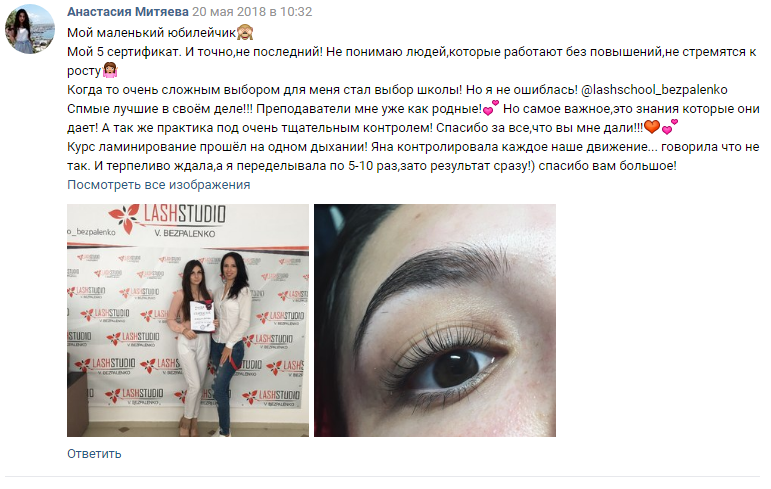 Анастасия Митяева 20 мая 2018 в 10:32
Мой маленький юбилейчик🙈
Мой 5 сертификат. И точно,не последний! Не понимаю людей,которые работают без повышений,не стремятся к
росту🤷‍♀️
Когда то очень сложным выбором для меня стал выбор школы! Но я не ошиблась! @lashschool_bezpalenko
Спмые лучшие в своём деле!!! Преподаватели мне уже как родные!💕 Но самое важное,это знания которые они
дает! А так же практика под очень тщательным контролем! Спасибо за все,что вы мне дали!!!❤💕
Курс ламинирование прошёл на одном дыхании! Яна контролировала каждое наше движение... говорила что не
так. И терпеливо ждала,а я переделывала по 5-10 раз,зато результат сразу!) спасибо вам большое!
Посмотреть все изображения
LASHSTUDIO
V. BEZPALENKO
o_bezpalenko
LASHSTUDIO
V. BEZPALENKO
Ответить